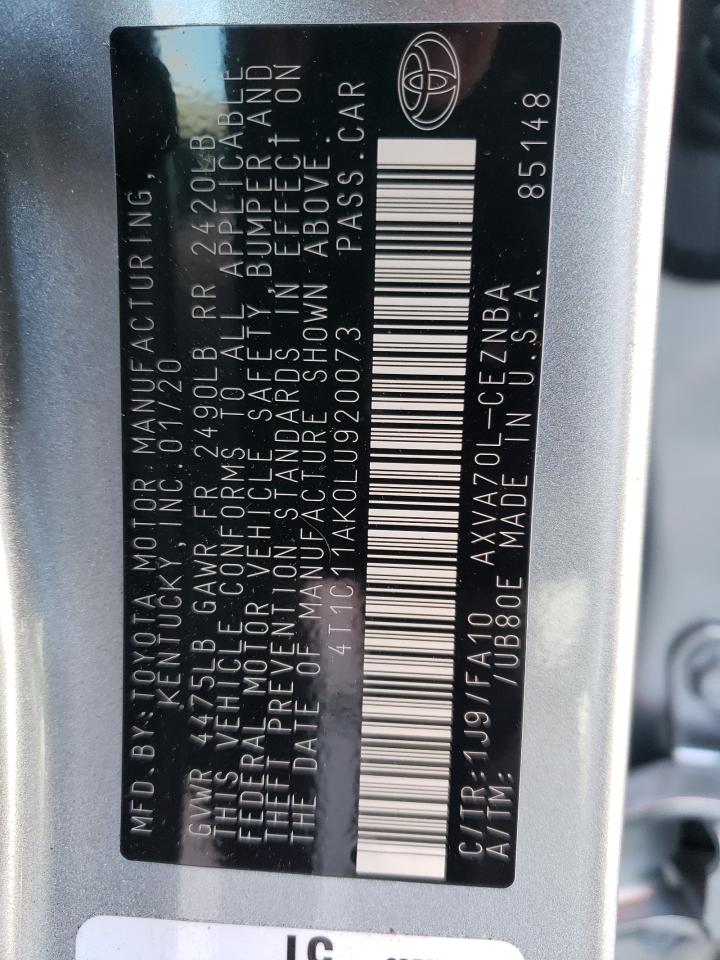 MFD.BY:TOYOTA MOTOR MANUFACTURING,
KENTUCKY,INC.01/20
GVWR 4475LB GAWR FR 2490LB RR 2420LB
THIS VEHICLE CONFORMS TO ALL APPLICABLE
FEDERAL MOTOR VEHICLE SAFETY,BUMPER,AND
THEFT PREVENTION STANDARDS IN EFFECT ON
THE DATE OF MANUFACTURE SHOWN ABOVE.
4T1C11AK0LU920073 PASS.CAR
C/TR:1J9/FA10 AXVA70L-CEZNBA
A/TM: /UB80E MADE IN U.S.A. 85148